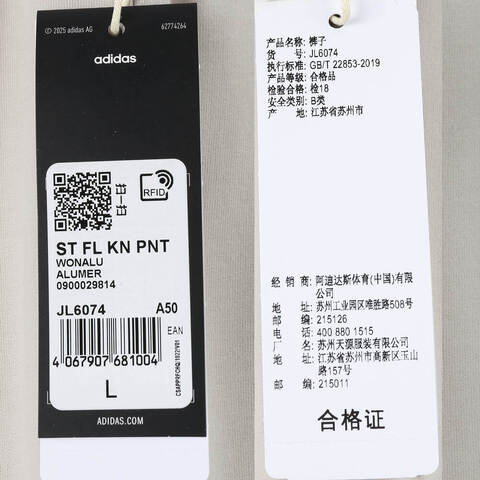 © 2025 adidas AG
62774264
adidas
扫一扫
RFID
ST FL KN PNT
WONALU
ALUMER
0900029814
JL6074 A50
EAN
4 067907 681004
L
ADIDAS.COM
产品名称: 裤子
货 号: JL6074
执行标准: GB/T 22853-2019
产品等级: 合格品
检验合格: 检18
安全类别: B类
产 地: 江苏省苏州市
经 销 商: 阿迪达斯体育(中国)有限
公司
地 址: 苏州工业园区唯胜路508号
邮 编: 215126
电 话: 400 880 1515
厂 名: 苏州天源服装有限公司
地 址: 江苏省苏州市高新区玉山
路157号
邮 编: 215011
合格证